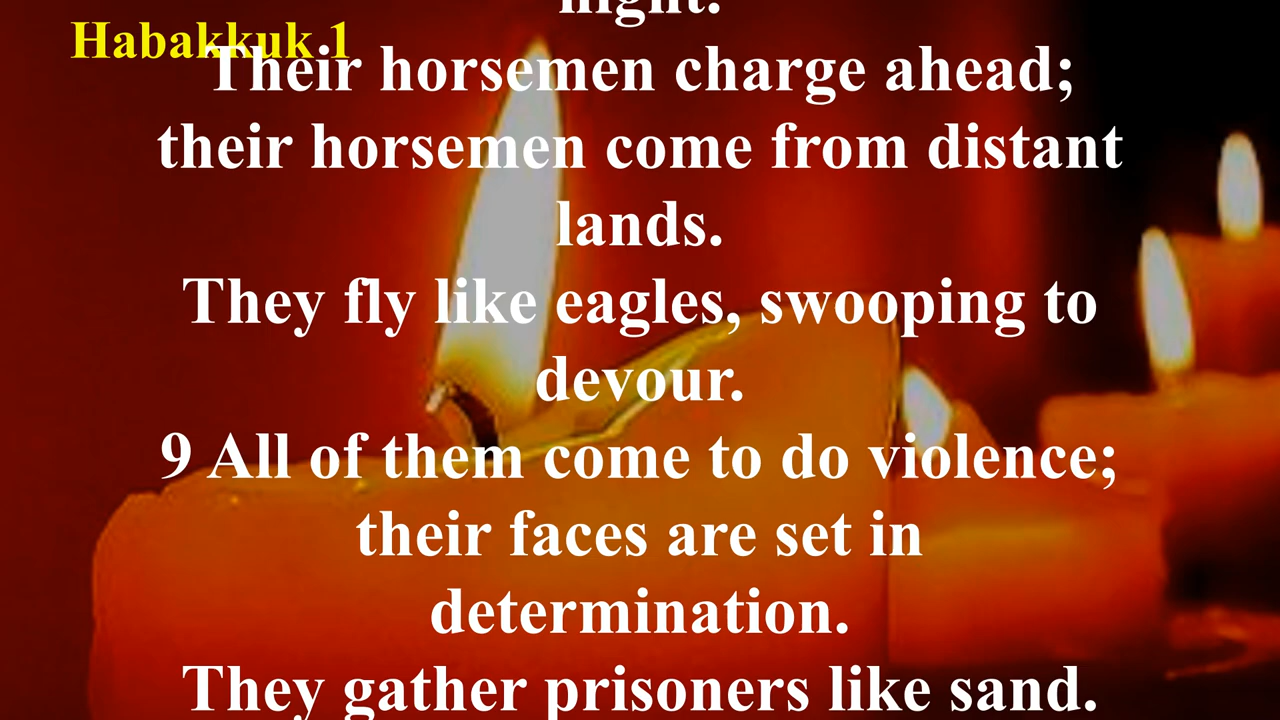 Habakkuk 1
night.
Their horsemen charge ahead;
their horsemen come from distant
lands.
They fly like eagles, swooping to
devour.
9 All of them come to do violence;
their faces are set in
determination.
They gather prisoners like sand.